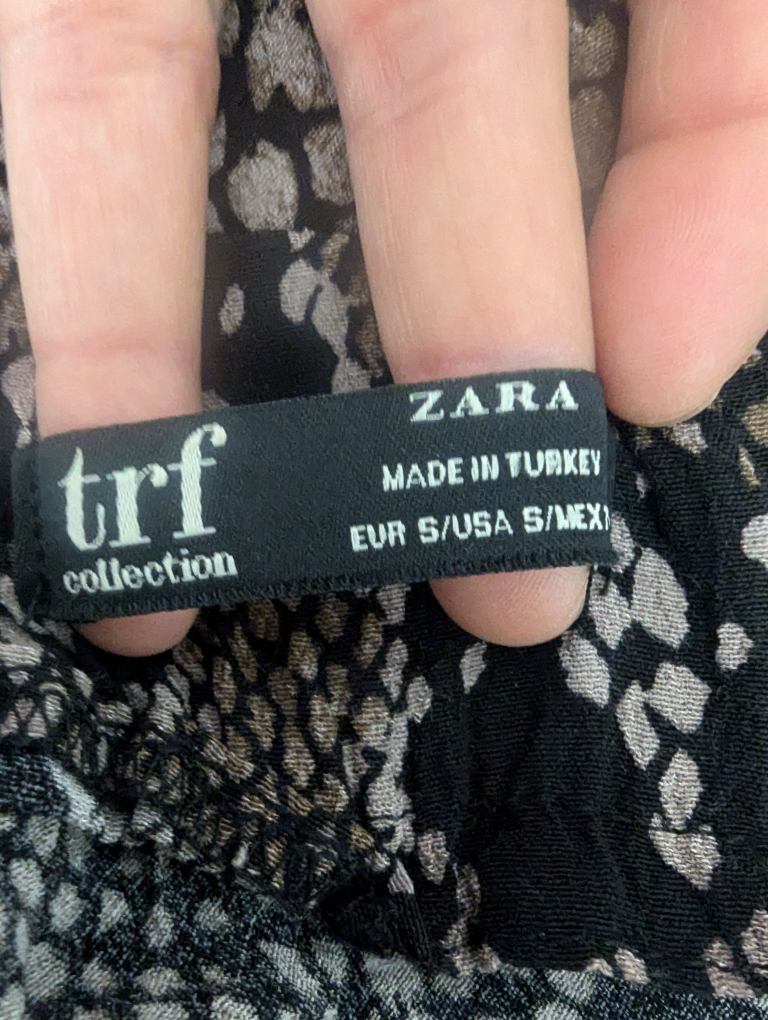 ZARA
trf
collection
MADE IN TURKEY
EUR S/USA S/MEX